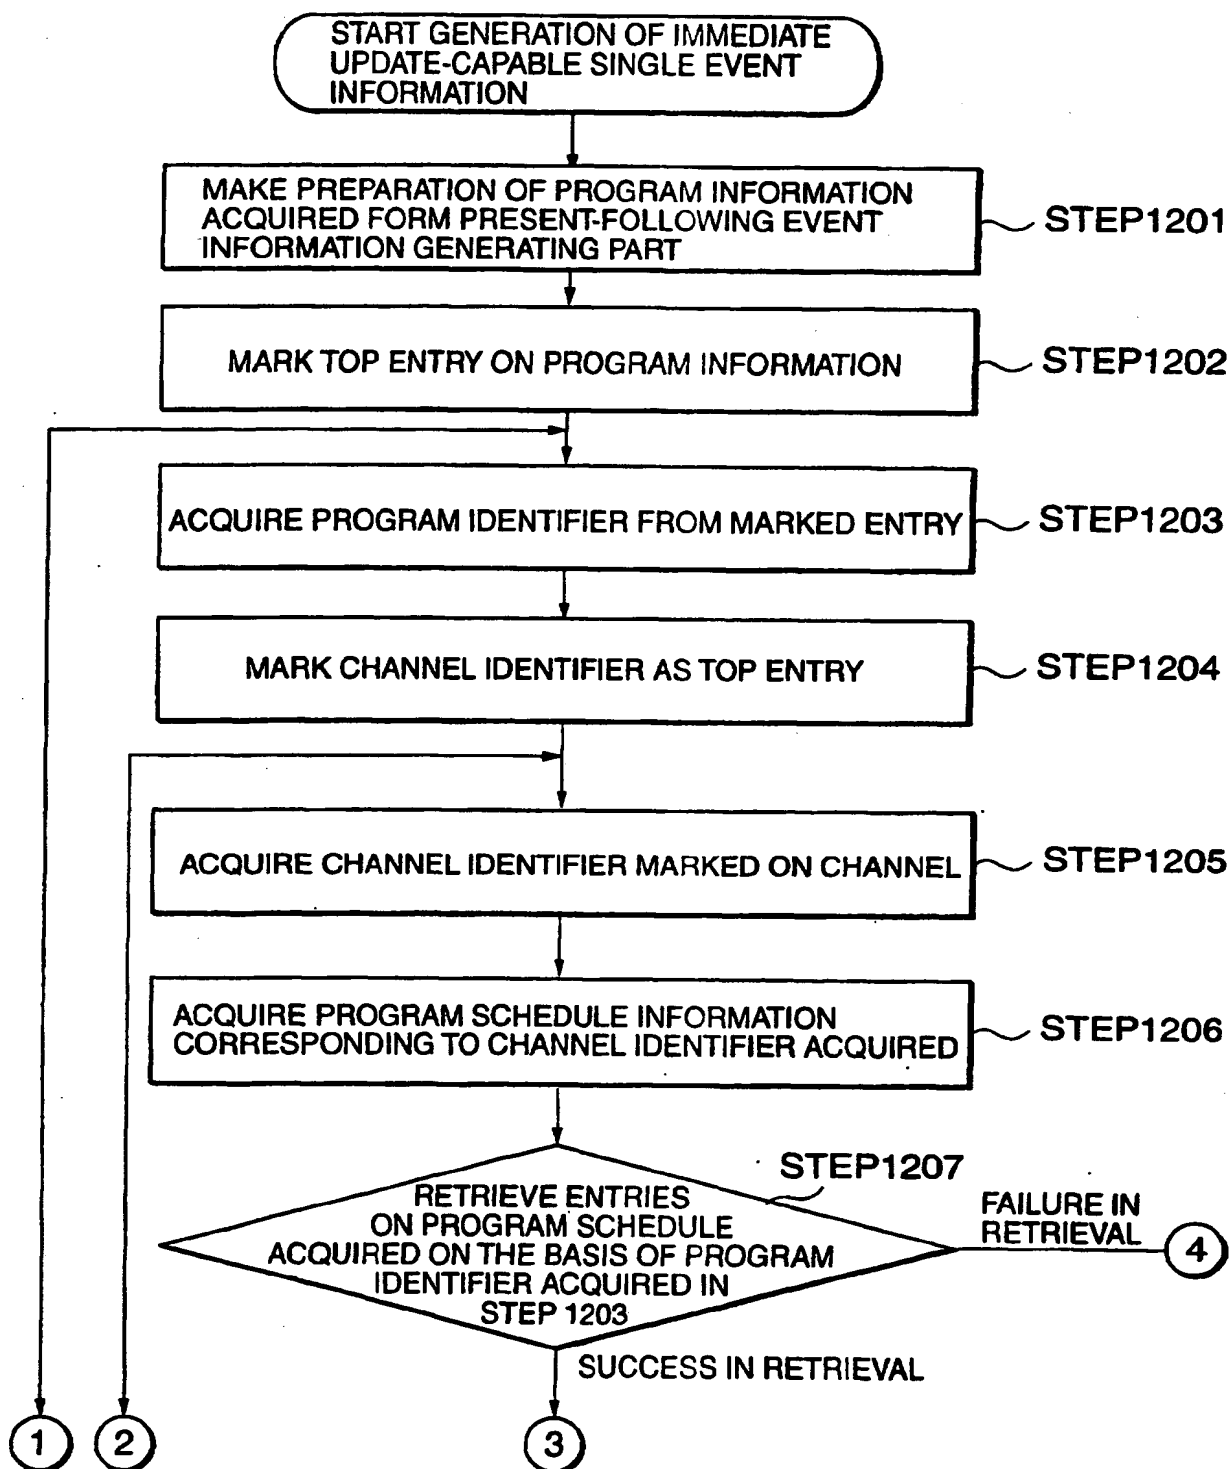 START GENERATION OF IMMEDIATE
UPDATE-CAPABLE SINGLE EVENT
INFORMATION
MAKE PREPARATION OF PROGRAM INFORMATION
ACQUIRED FORM PRESENT-FOLLOWING EVENT
INFORMATION GENERATING PART
STEP1201
MARK TOP ENTRY ON PROGRAM INFORMATION
STEP1202
ACQUIRE PROGRAM IDENTIFIER FROM MARKED ENTRY
STEP1203
MARK CHANNEL IDENTIFIER AS TOP ENTRY
STEP1204
ACQUIRE CHANNEL IDENTIFIER MARKED ON CHANNEL
STEP1205
ACQUIRE PROGRAM SCHEDULE INFORMATION
CORRESPONDING TO CHANNEL IDENTIFIER ACQUIRED
STEP1206
STEP1207
RETRIEVE ENTRIES
ON PROGRAM SCHEDULE
ACQUIRED ON THE BASIS OF PROGRAM
IDENTIFIER ACQUIRED IN
STEP 1203
FAILURE IN
RETRIEVAL
4
SUCCESS IN RETRIEVAL
1
2
3